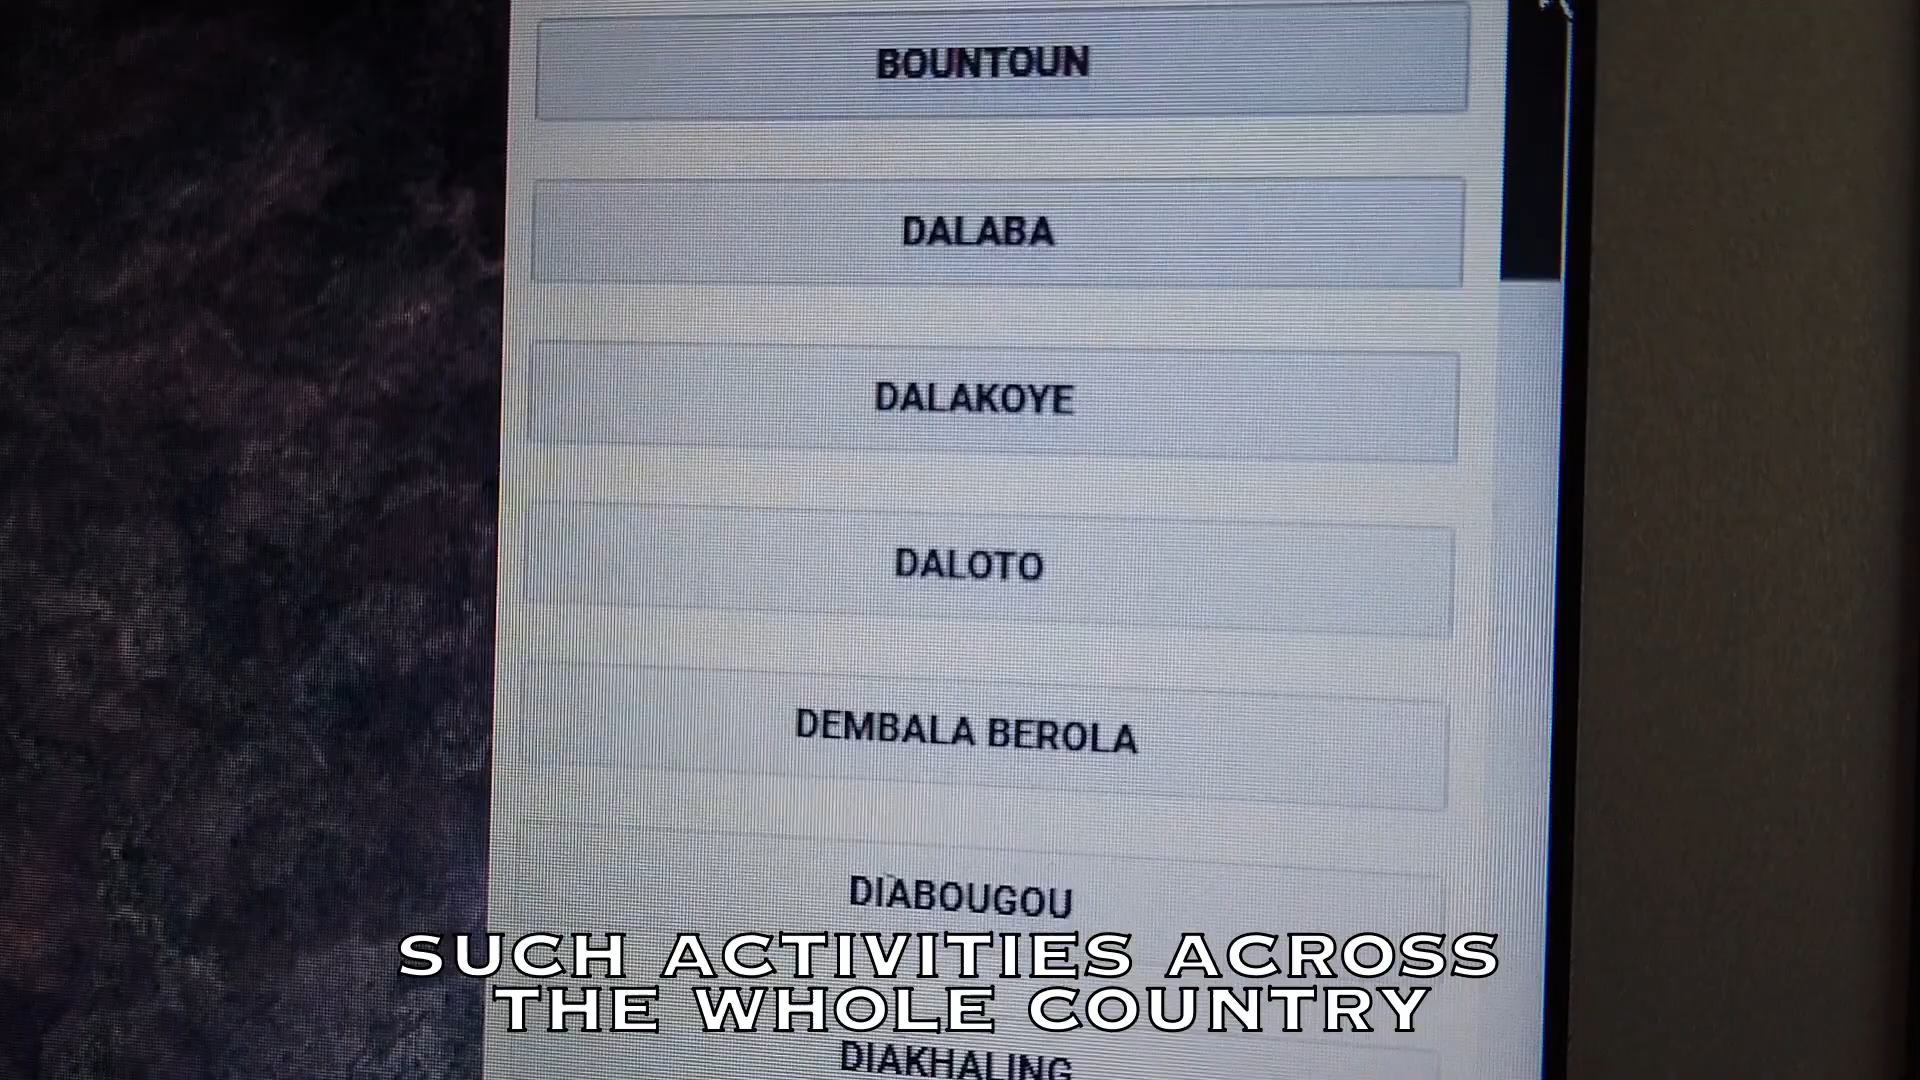 BOUNTOUN
DALABA
DALAKOYE
DALOTO
DEMBALA BEROLA
DIABOUGOU
SUCH ACTIVITIES ACROSS
THE WHOLE COUNTRY
DIAKHALING